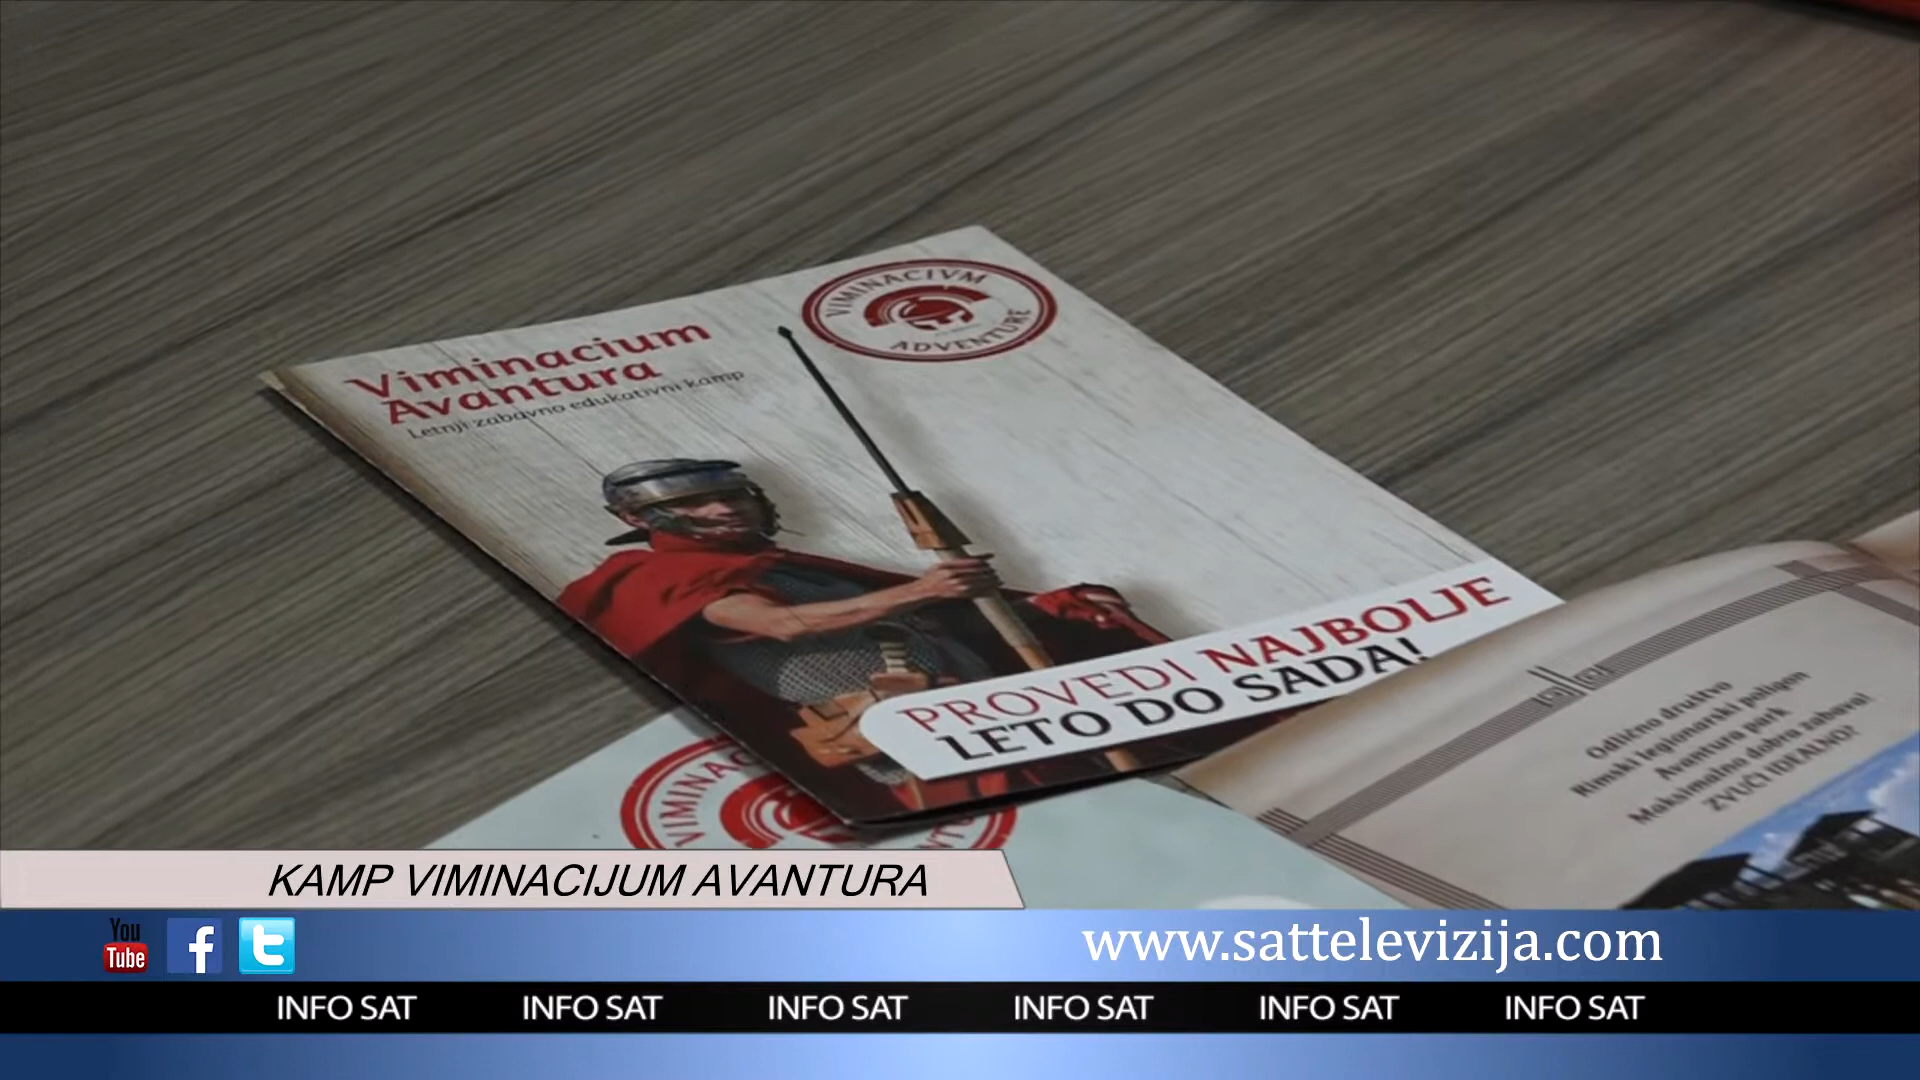 VIMINACIVM
ADVENTURE
Viminacium
Avantura
Letnji zabavno edukativni kamp
PROVEDI NAJBOLJE
LETO DO SADA!
Odlično društvo
Rimski legionarski poligon
Avantura park
Maksimalno dobra zabava!
ZVUČI IDEALNO?
KAMP VIMINACIJUM AVANTURA
You
Tube
www.sattelevizija.com
INFO SAT INFO SAT INFO SAT INFO SAT INFO SAT INFO SAT